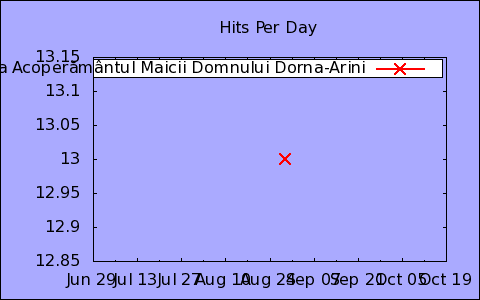 Hits Per Day
a Acoperământul Maicii Domnului Dorna-Arini
13.15
13.1
13.05
13
12.95
12.9
12.85
Jun 29 Jul 13 Jul 27 Aug 10 Aug 24 Sep 07 Sep 21 Oct 05 Oct 19